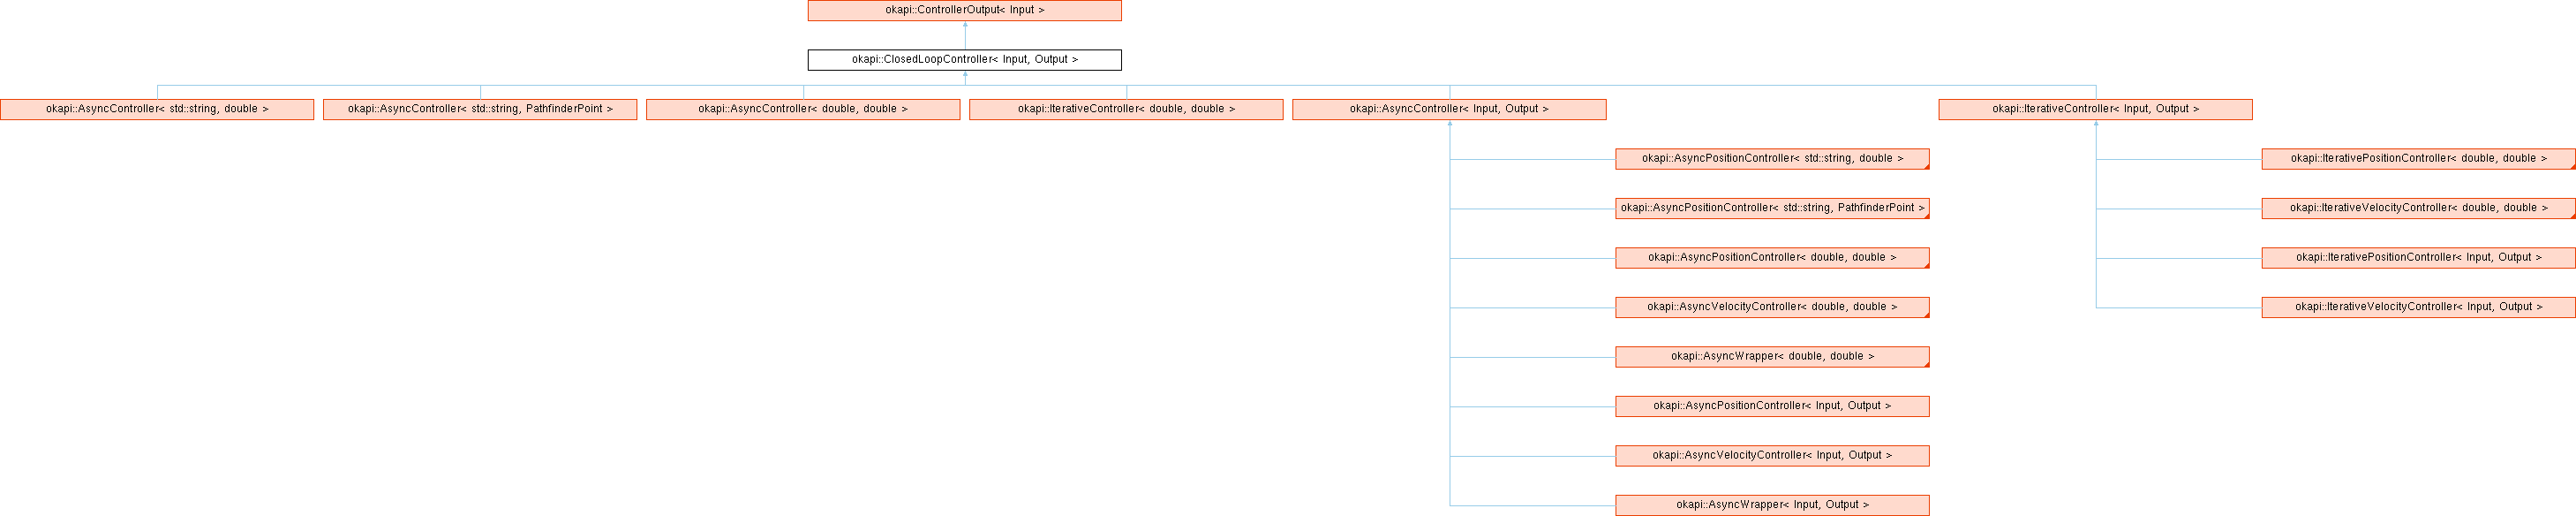 okapi::ControllerOutput< Input >
okapi::ClosedLoopController< Input, Output >
okapi::AsyncController< std::string, double >
okapi::AsyncController< std::string, PathfinderPoint >
okapi::AsyncController< double, double >
okapi::IterativeController< double, double >
okapi::AsyncController< Input, Output >
okapi::IterativeController< Input, Output >
okapi::AsyncPositionController< std::string, double >
okapi::AsyncPositionController< std::string, PathfinderPoint >
okapi::AsyncPositionController< double, double >
okapi::AsyncVelocityController< double, double >
okapi::AsyncWrapper< double, double >
okapi::AsyncPositionController< Input, Output >
okapi::AsyncVelocityController< Input, Output >
okapi::AsyncWrapper< Input, Output >
okapi::IterativePositionController< double, double >
okapi::IterativeVelocityController< double, double >
okapi::IterativePositionController< Input, Output >
okapi::IterativeVelocityController< Input, Output >